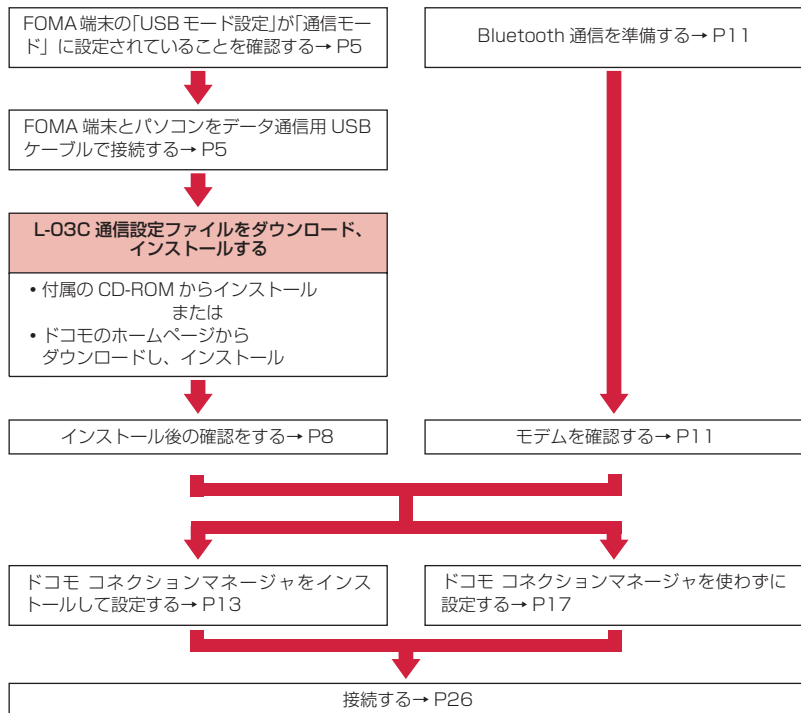 FOMA 端末の「USB モード設定」が「通信モー
ド」に設定されていることを確認する→ P5
Bluetooth 通信を準備する→ P11
FOMA 端末とパソコンをデータ通信用 USB
ケーブルで接続する→ P5
L-03C 通信設定ファイルをダウンロード、
インストールする
• 付属の CD-ROM からインストール
または
• ドコモのホームページから
ダウンロードし、インストール
インストール後の確認をする→ P8
モデムを確認する→ P11
ドコモ コネクションマネージャをインス
トールして設定する→ P13
ドコモ コネクションマネージャを使わずに
設定する→ P17
接続する→ P26